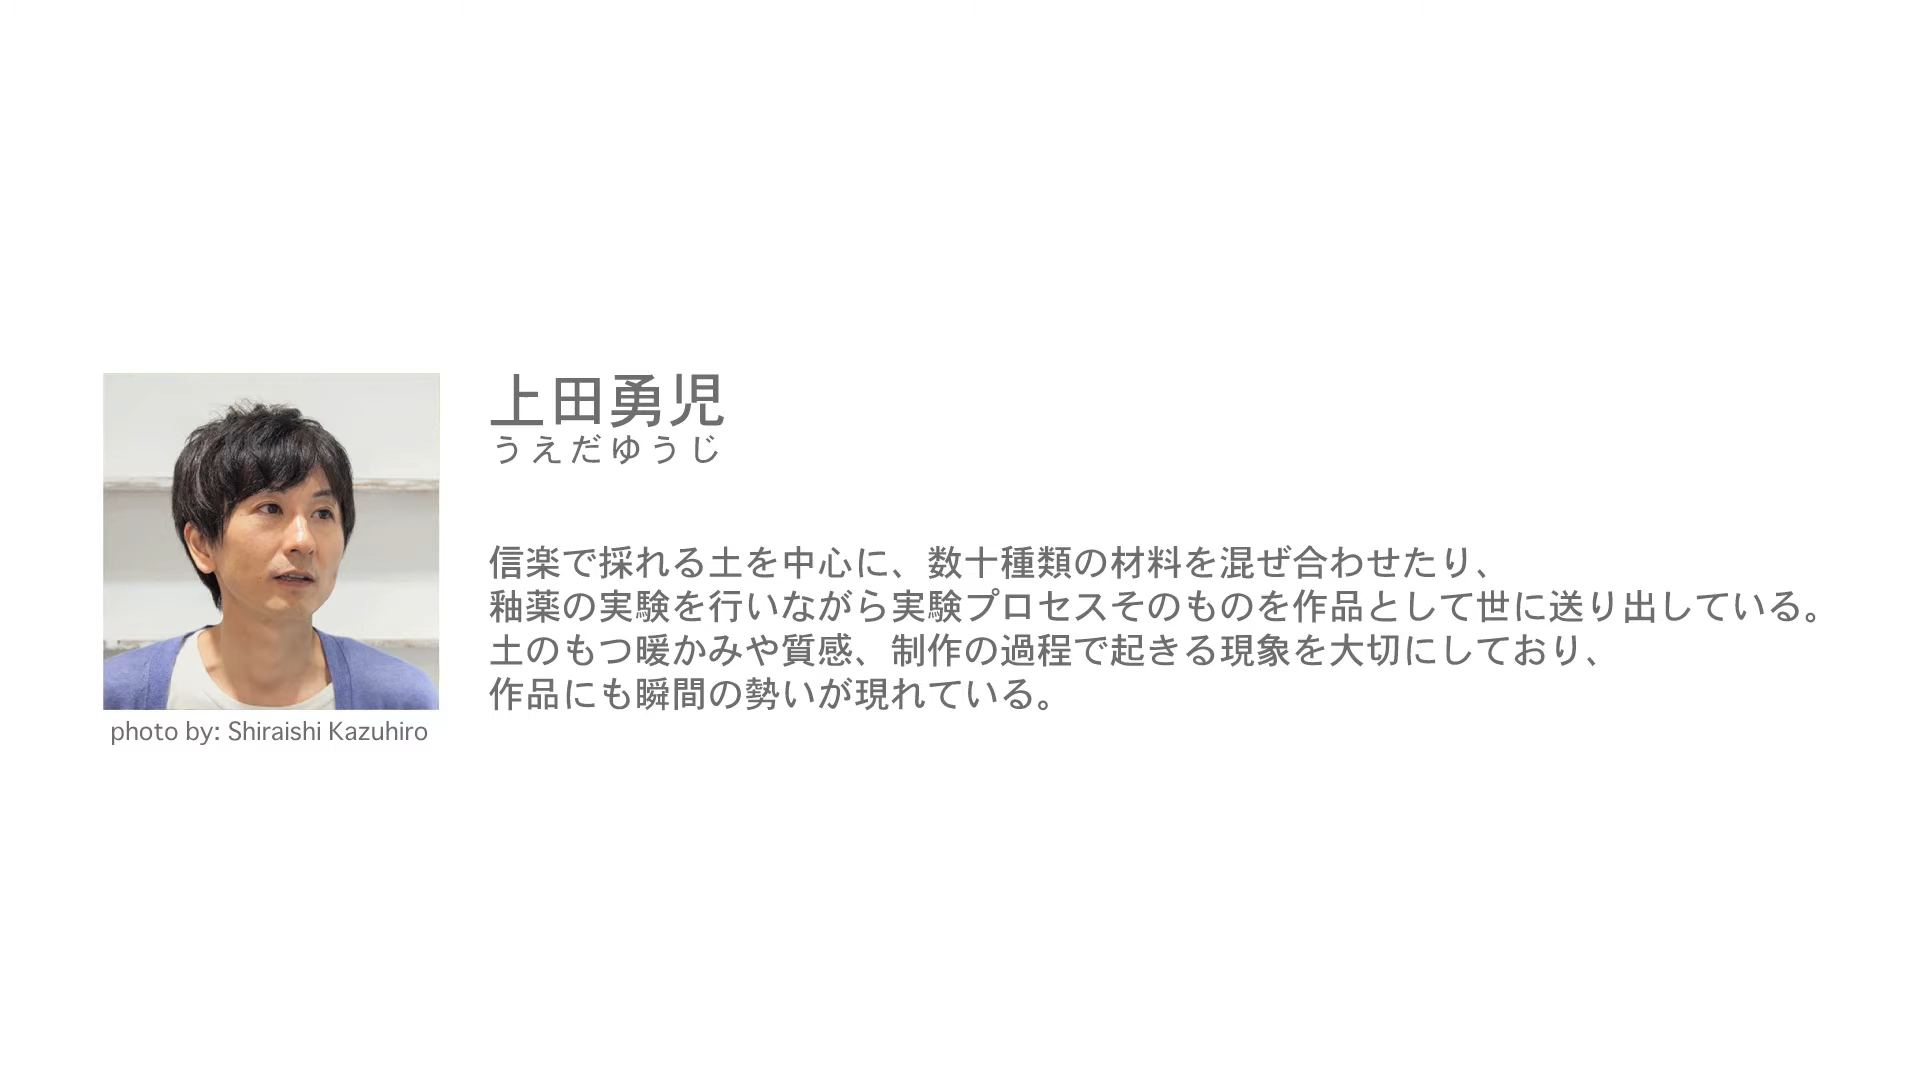 上田勇児
うえだゆうじ
信楽で採れる土を中心に、数十種類の材料を混ぜ合わせたり、
釉薬の実験を行いながら実験プロセスそのものを作品として世に送り出している。
土のもつ暖かみや質感、制作の過程で起きる現象を大切にしており、
作品にも瞬間の勢いが現れている。
photo by: Shiraishi Kazuhiro